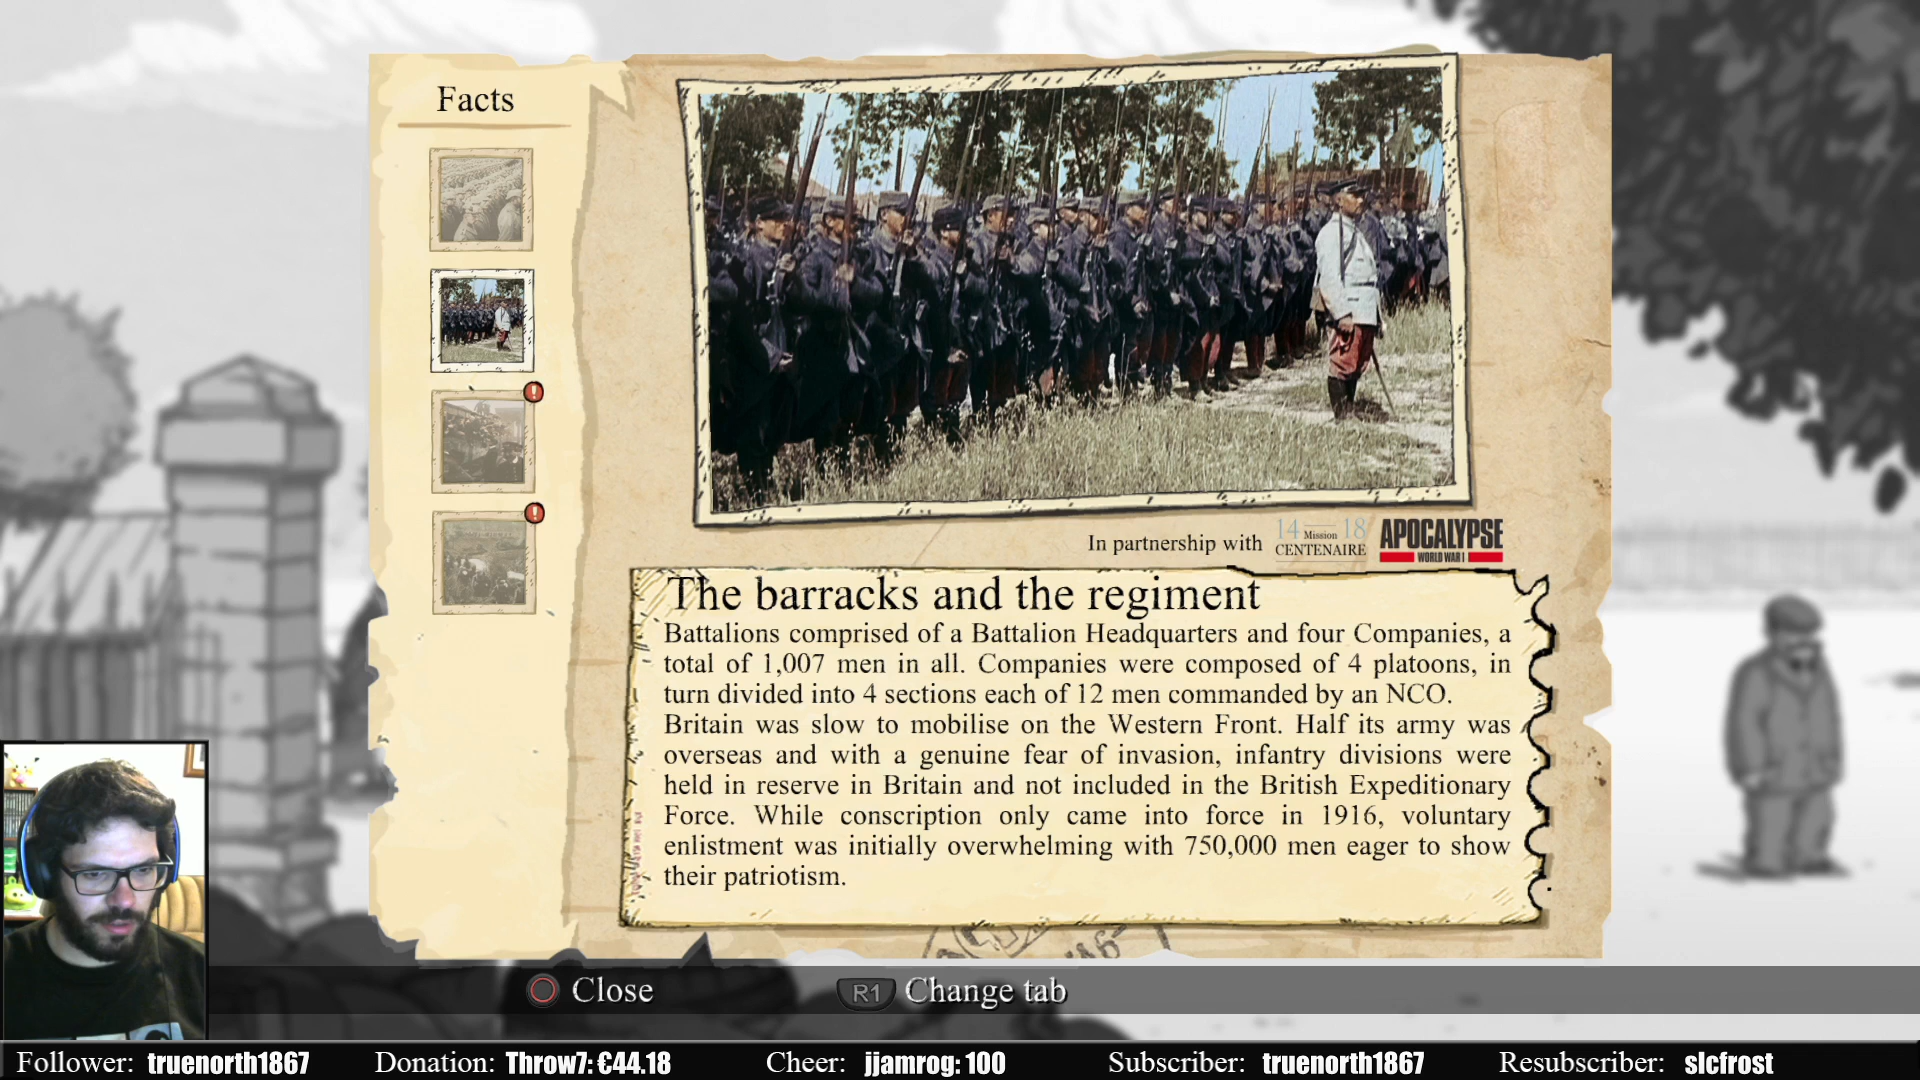 Facts
In partnership with
14 Mission 18
CENTENAIRE
APOCALYPSE
WORLD WAR I
The barracks and the regiment
Battalions comprised of a Battalion Headquarters and four Companies, a
total of 1,007 men in all. Companies were composed of 4 platoons, in
turn divided into 4 sections each of 12 men commanded by an NCO.
Britain was slow to mobilise on the Western Front. Half its army was
overseas and with a genuine fear of invasion, infantry divisions were
held in reserve in Britain and not included in the British Expeditionary
Force. While conscription only came into force in 1916, voluntary
enlistment was initially overwhelming with 750,000 men eager to show
their patriotism.
Close
R1 Change tab
Follower: truenorth1867 Donation: Throw7: €44.18 Cheer: jjamrog: 100 Subscriber: truenorth1867 Resubscriber: slcfrost